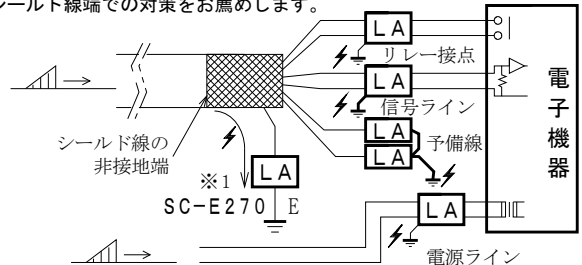 シールド線端での対策をお薦めします。
LA
リレー接点
LA
信号ライン
LA
予備線
LA
電子機器
シールド線の
非接地端
※1
LA
SC-E270
E
LA
電源ライン